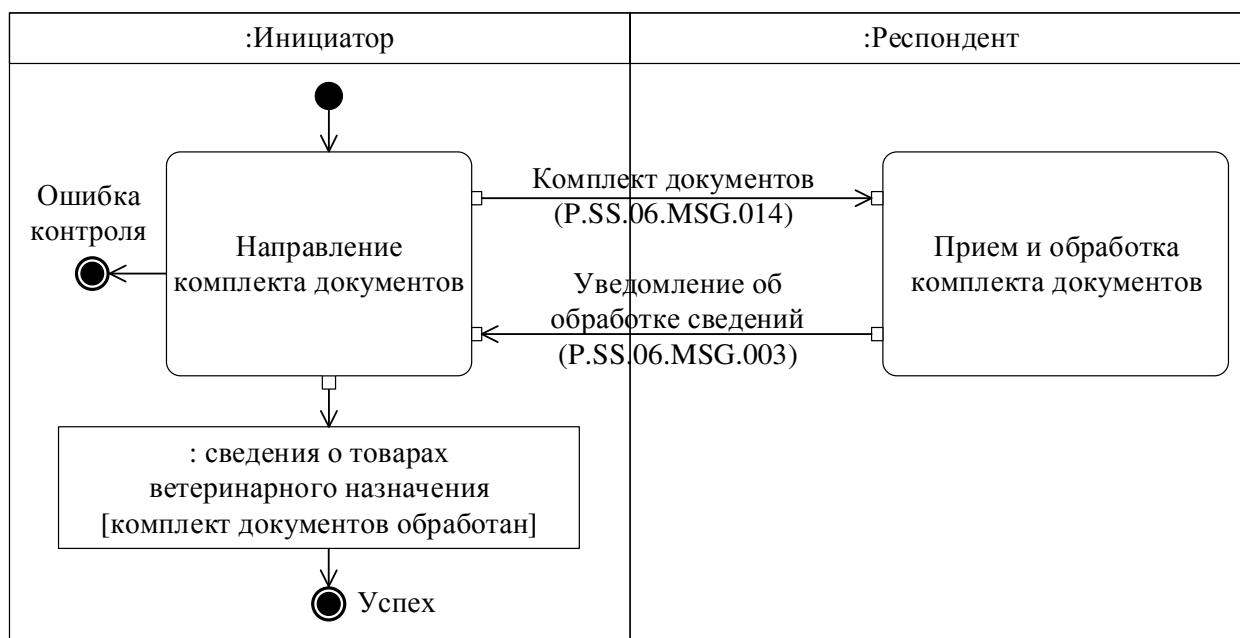 :Инициатор
:Респондент
Ошибка
контроля
Направление
комплекта документов
Комплект документов
(P.SS.06.MSG.014)
Уведомление об
обработке сведений
(P.SS.06.MSG.003)
Прием и обработка
комплекта документов
: сведения о товарах
ветеринарного назначения
[комплект документов обработан]
Успех